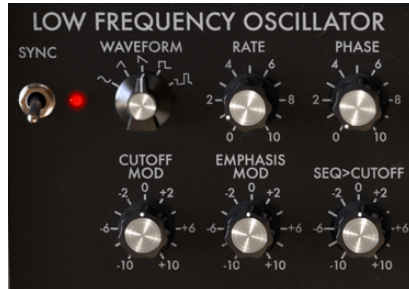 LOW FREQUENCY OSCILLATOR
SYNC WAVEFORM RATE PHASE
4 6 4 6
2 8 2 8
0 10 0 10
CUTOFF MOD EMPHASIS MOD SEQ>CUTOFF
-2 0 +2 -2 0 +2 -2 0 +2
-6 +6 -6 +6 -6 +6
-10 +10 -10 +10 -10 +10